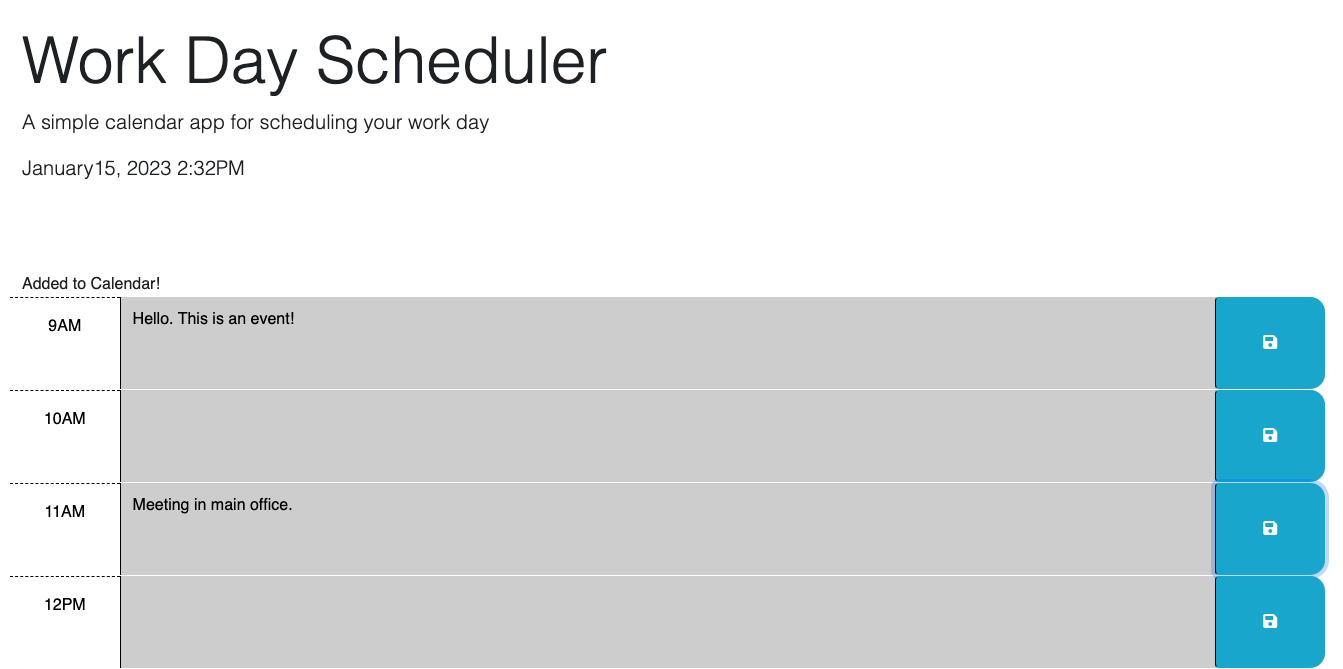 Work Day Scheduler
A simple calendar app for scheduling your work day
January15, 2023 2:32PM
Added to Calendar!
9AM
Hello. This is an event!
10AM
11AM
Meeting in main office.
12PM